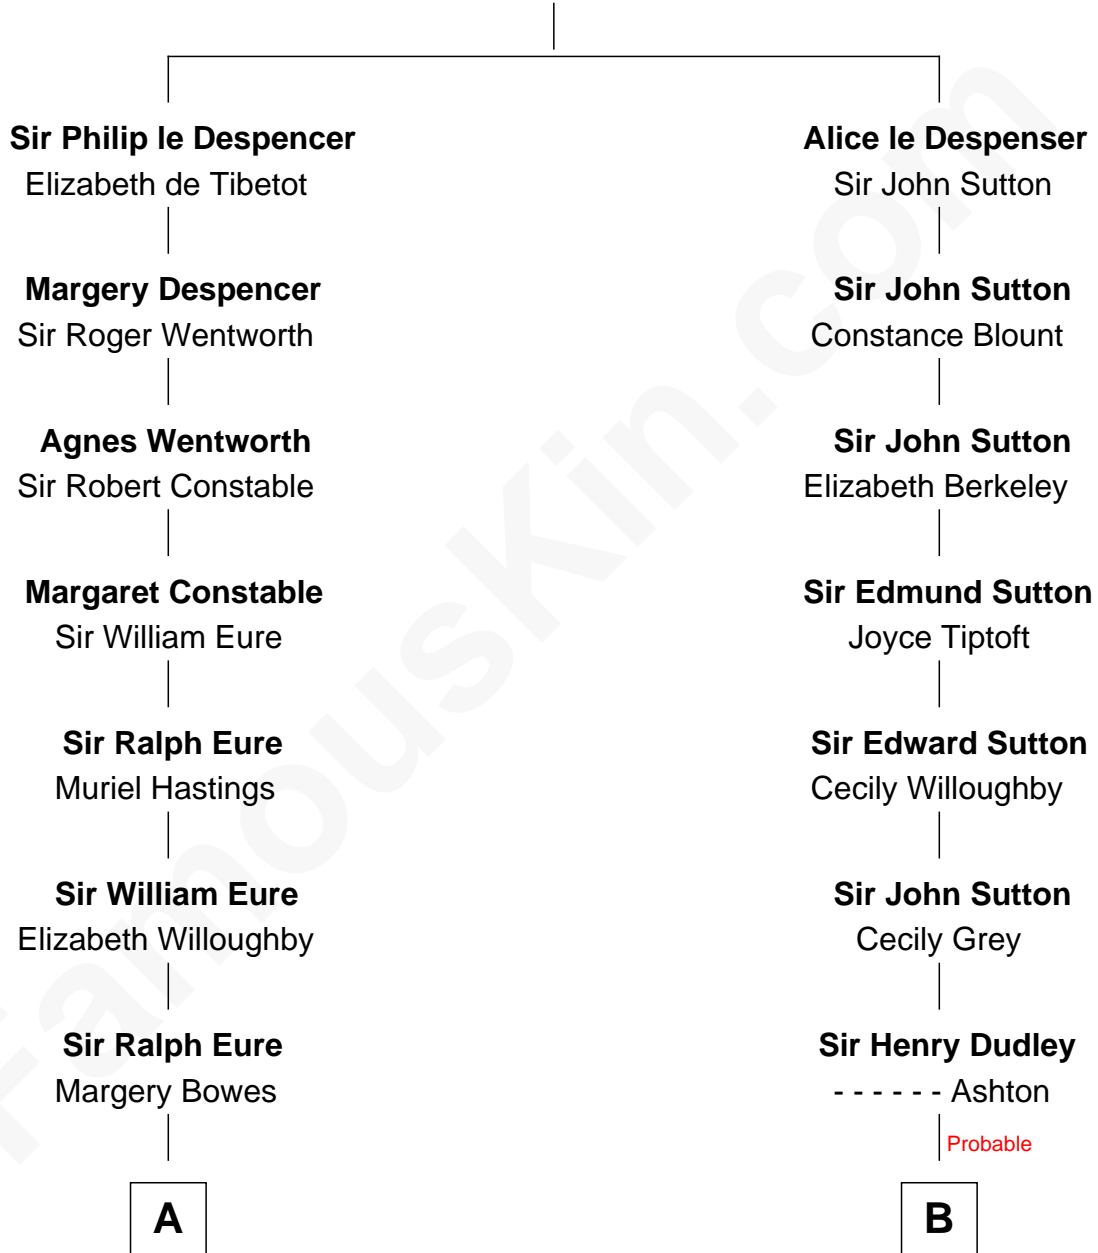 Sir Philip le Despencer
Elizabeth de Tibetot
Alice le Despenser
Sir John Sutton
Margery Despencer
Sir Roger Wentworth
Sir John Sutton
Constance Blount
Agnes Wentworth
Sir Robert Constable
Sir John Sutton
Elizabeth Berkeley
Margaret Constable
Sir William Eure
Sir Edmund Sutton
Joyce Tiptoft
Sir Ralph Eure
Muriel Hastings
Sir Edward Sutton
Cecily Willoughby
Sir William Eure
Elizabeth Willoughby
Sir John Sutton
Cecily Grey
Sir Ralph Eure
Margery Bowes
Sir Henry Dudley
- - - - - - Ashton
Probable
A
B
FamousKin.com